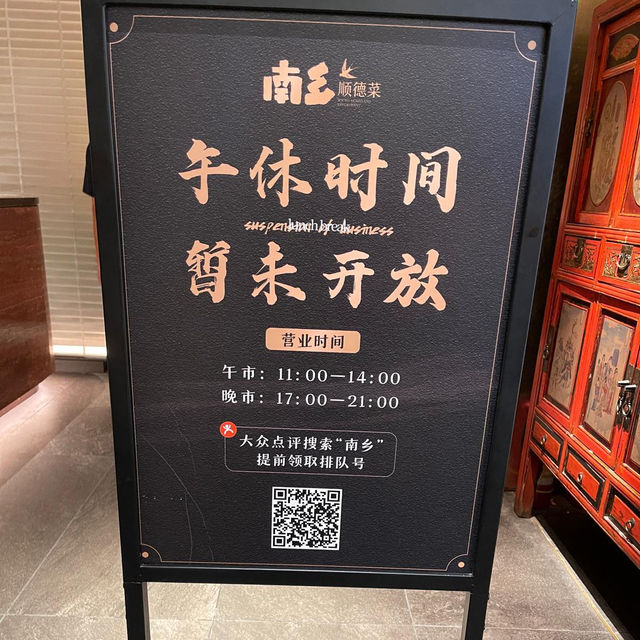 南乡 顺德菜
午休时间
suspension of business
lunch break
暂未开放
营业时间
午市：11:00—14:00
晚市：17:00—21:00
大众点评搜索“南乡”
提前领取排队号